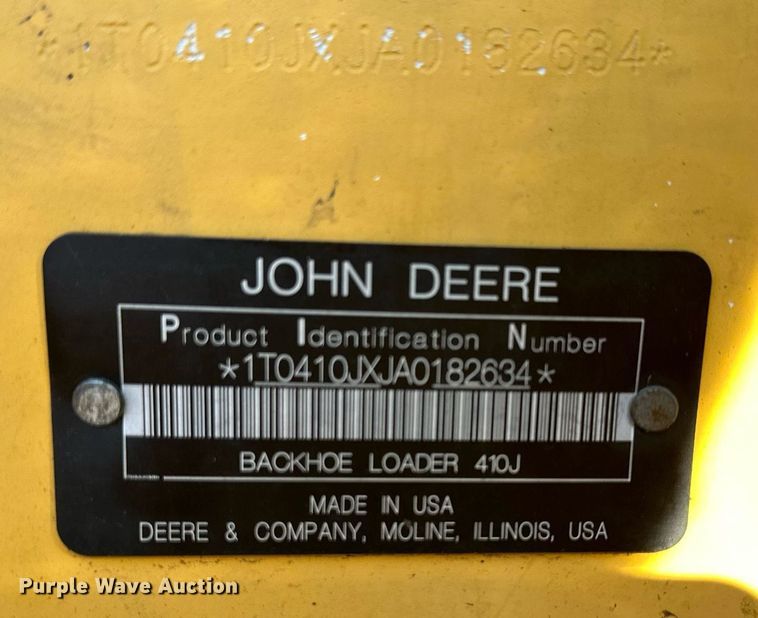 *1T0410JXJA0182634*
JOHN DEERE
Product Identification Number
*1T0410JXJA0182634*
BACKHOE LOADER 410J
MADE IN USA
DEERE & COMPANY, MOLINE, ILLINOIS, USA
Purple Wave Auction